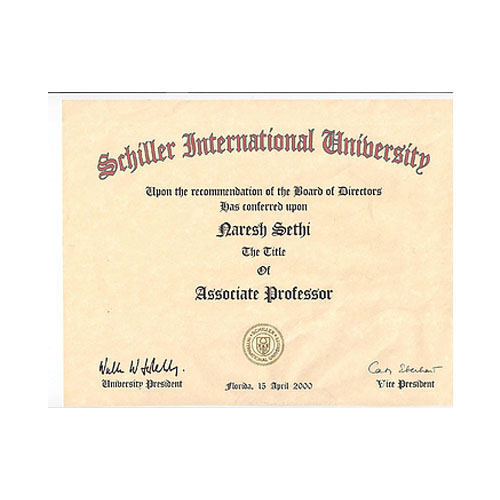 Schiller International University
Upon the recommendation of the Board of Directors
Has conferred upon
Naresh Sethi
The Title
Of
Associate Professor
University President
Florida, 15 April 2000
Vice President